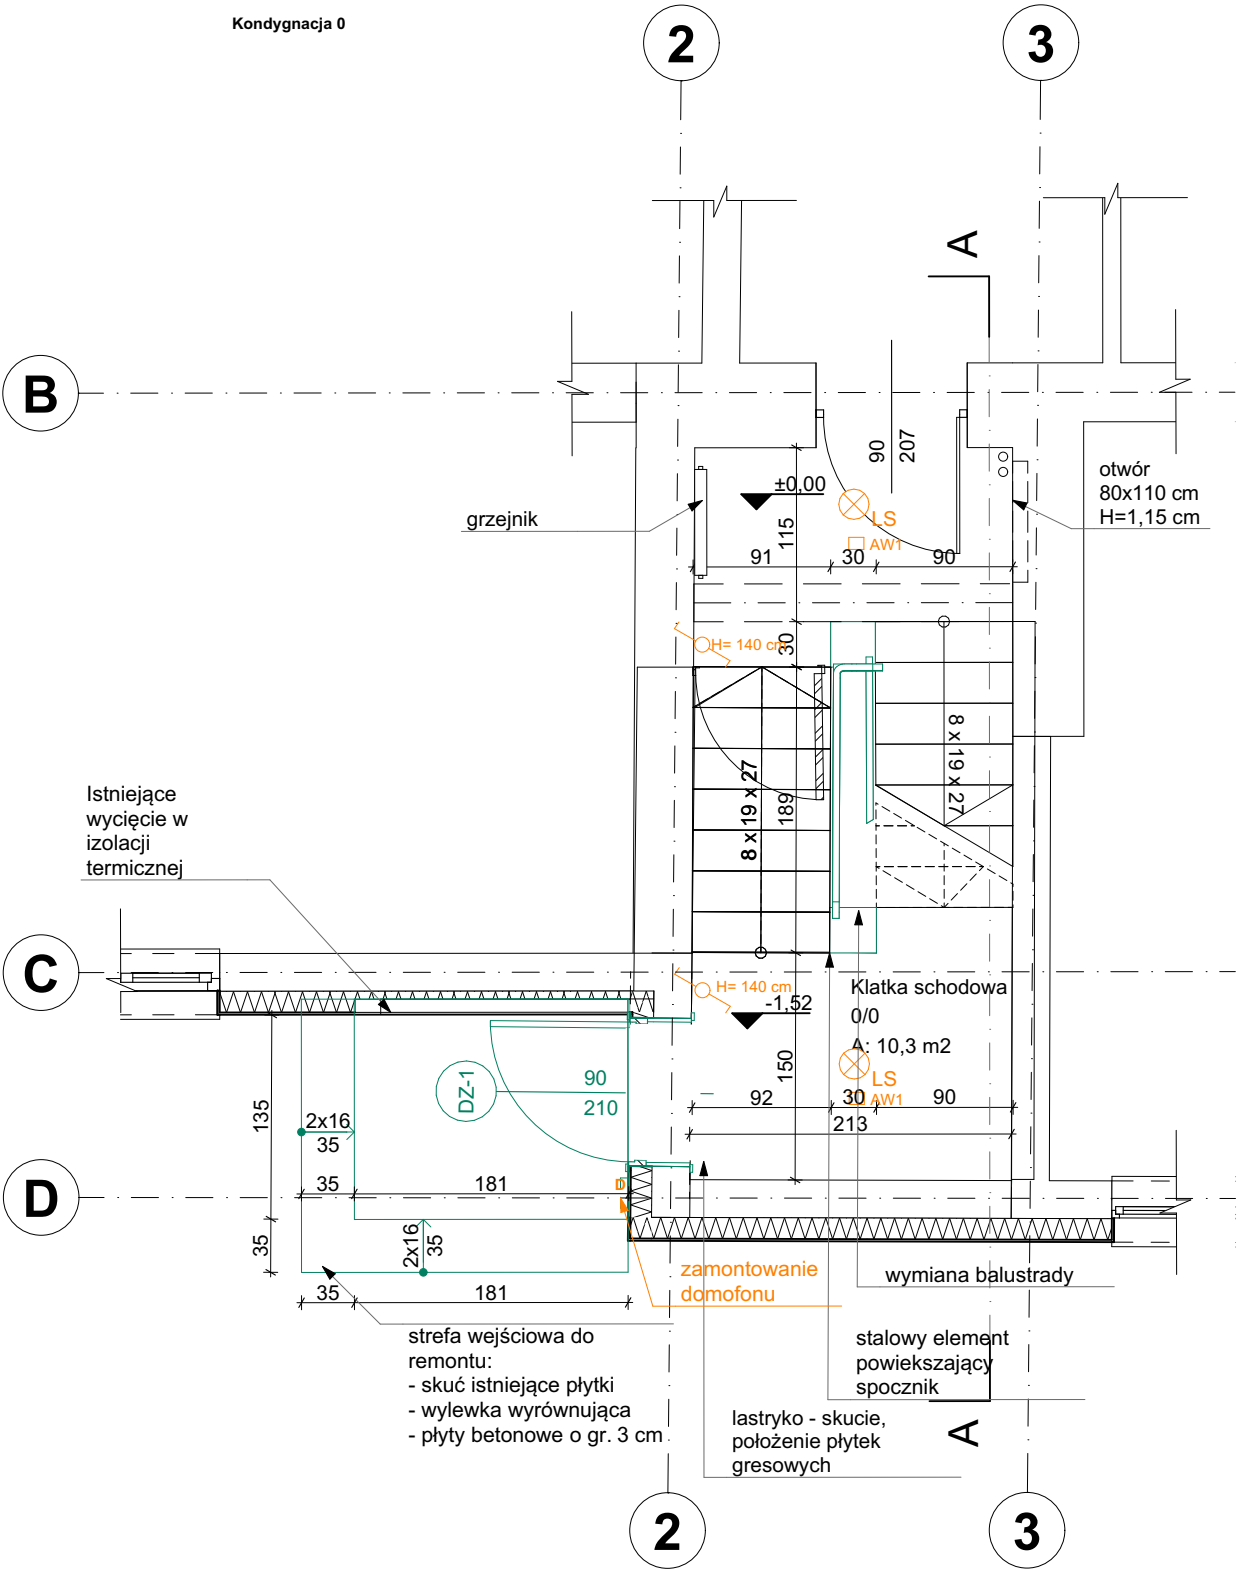 Kondygnacja 0
2
3
A
B
90
207
otwór
80x110 cm
H=1,15 cm
±0,00
grzejnik
LS
AW1
115
91
30
90
30
H= 140 cm
8 x 19 x 27
189
8 x 19 x 27
Istniejące
wycięcie w
izolacji
termicznej
C
H= 140 cm
-1,52
Klatka schodowa
0/0
A: 10,3 m2
LS
AW1
150
92
30
90
213
DZ-1
90
210
135
2x16
35
35
181
D
D
35
2x16
35
35
181
zamontowanie
domofonu
wymiana balustrady
strefa wejściowa do
remontu:
- skuć istniejące płytki
- wylewka wyrównująca
- płyty betonowe o gr. 3 cm
stalowy element
powiekszający
spocznik
lastryko - skucie,
położenie płytek
gresowych
A
2
3